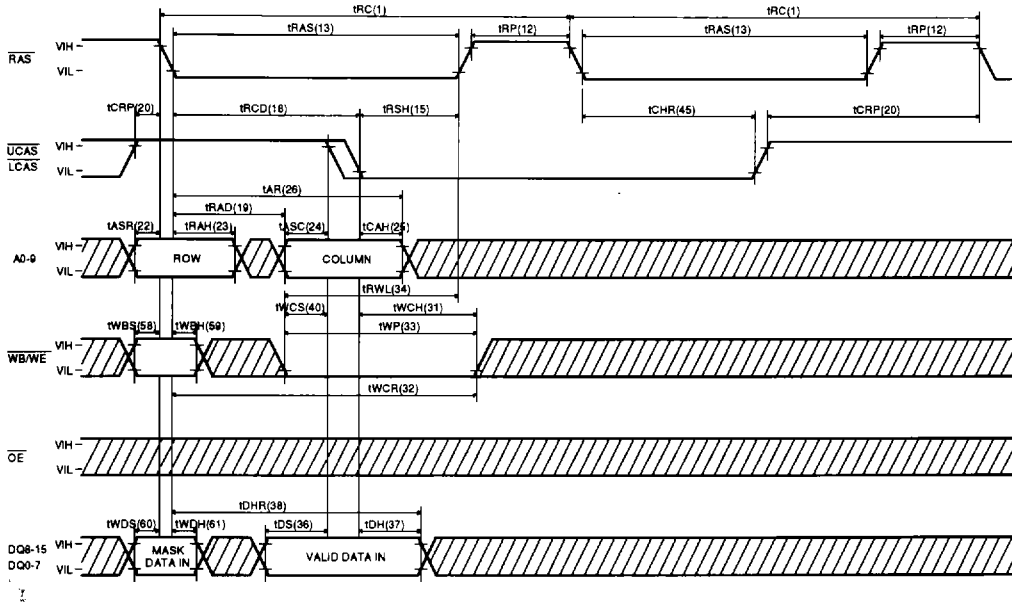 tRC(1) tRC(1)
tRAS(13) tRP(12) tRAS(13) tRP(12)
RAS VIH
VIL
tCRP(20) tRCD(18) tRSH(15) tCHR(45) tCRP(20)
UCAS VIH
LCAS VIL
tAR(26)
tRAD(19)
tASR(22) tRAH(23) tASC(24) tCAH(25)
A0-9 VIH ROW COLUMN
VIL
tRWL(34)
tWCS(40) tWCH(31)
tWBS(58) tWBH(59) tWP(33)
WB/WE VIH
VIL
tWCR(32)
OE VIH
VIL
tDHR(38)
tWDS(60) tWDH(61) tDS(36) tDH(37)
DQ8-15 VIH MASK DATA IN VALID DATA IN
DQ0-7 VIL